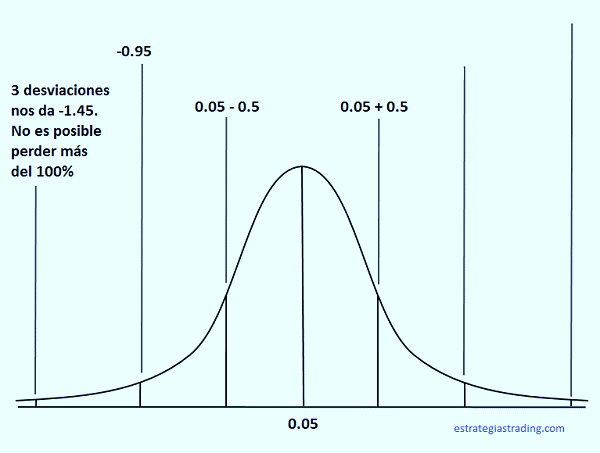 -0.95
3 desviaciones
nos da -1.45.
No es posible
perder más
del 100%
0.05 - 0.5
0.05 + 0.5
0.05
estrategiastrading.com